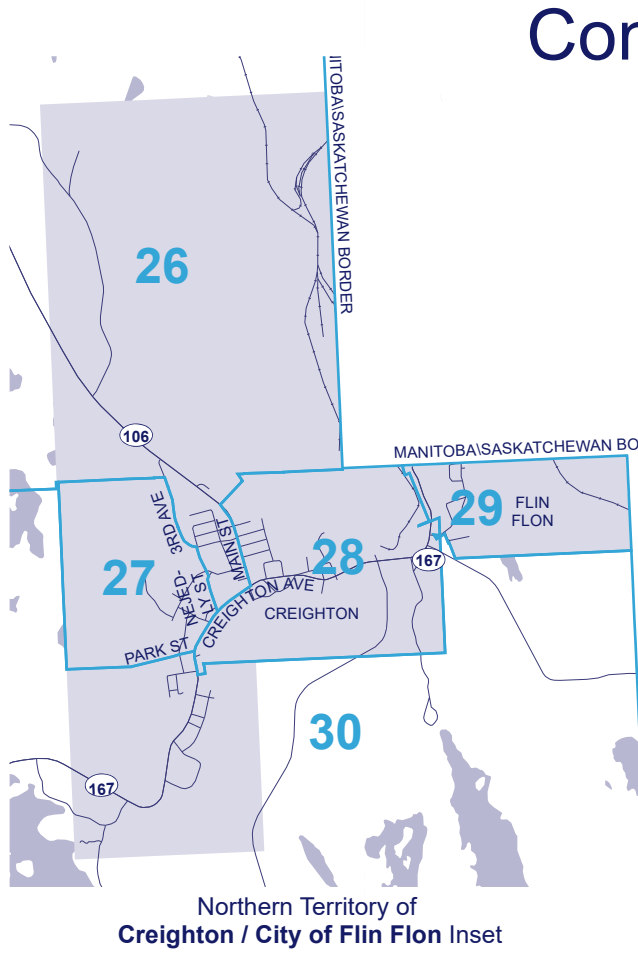 Con
IITOBA\SASKATCHEWAN BORDER
26
106
MANITOBA\SASKATCHEWAN BO
3RD AVE
29
FLIN
FLON
MAIN ST
28
27
NEJED-
LY ST
167
CREIGHTON AVE
CREIGHTON
PARK ST
30
167
Northern Territory of
Creighton / City of Flin Flon Inset